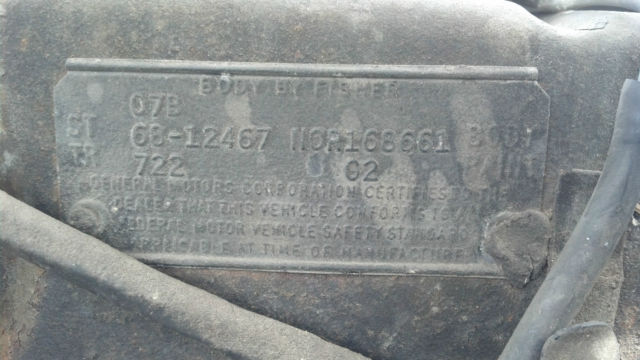 BODY BY FISHER
07B
ST 68-12467 NOR168661 BODY
TR 722 02
GENERAL MOTORS CORPORATION CERTIFIES TO THE
DEALER THAT THIS VEHICLE CONFORMS TO
FEDERAL MOTOR VEHICLE SAFETY STANDARDS
APPLICABLE AT TIME OF MANUFACTURE